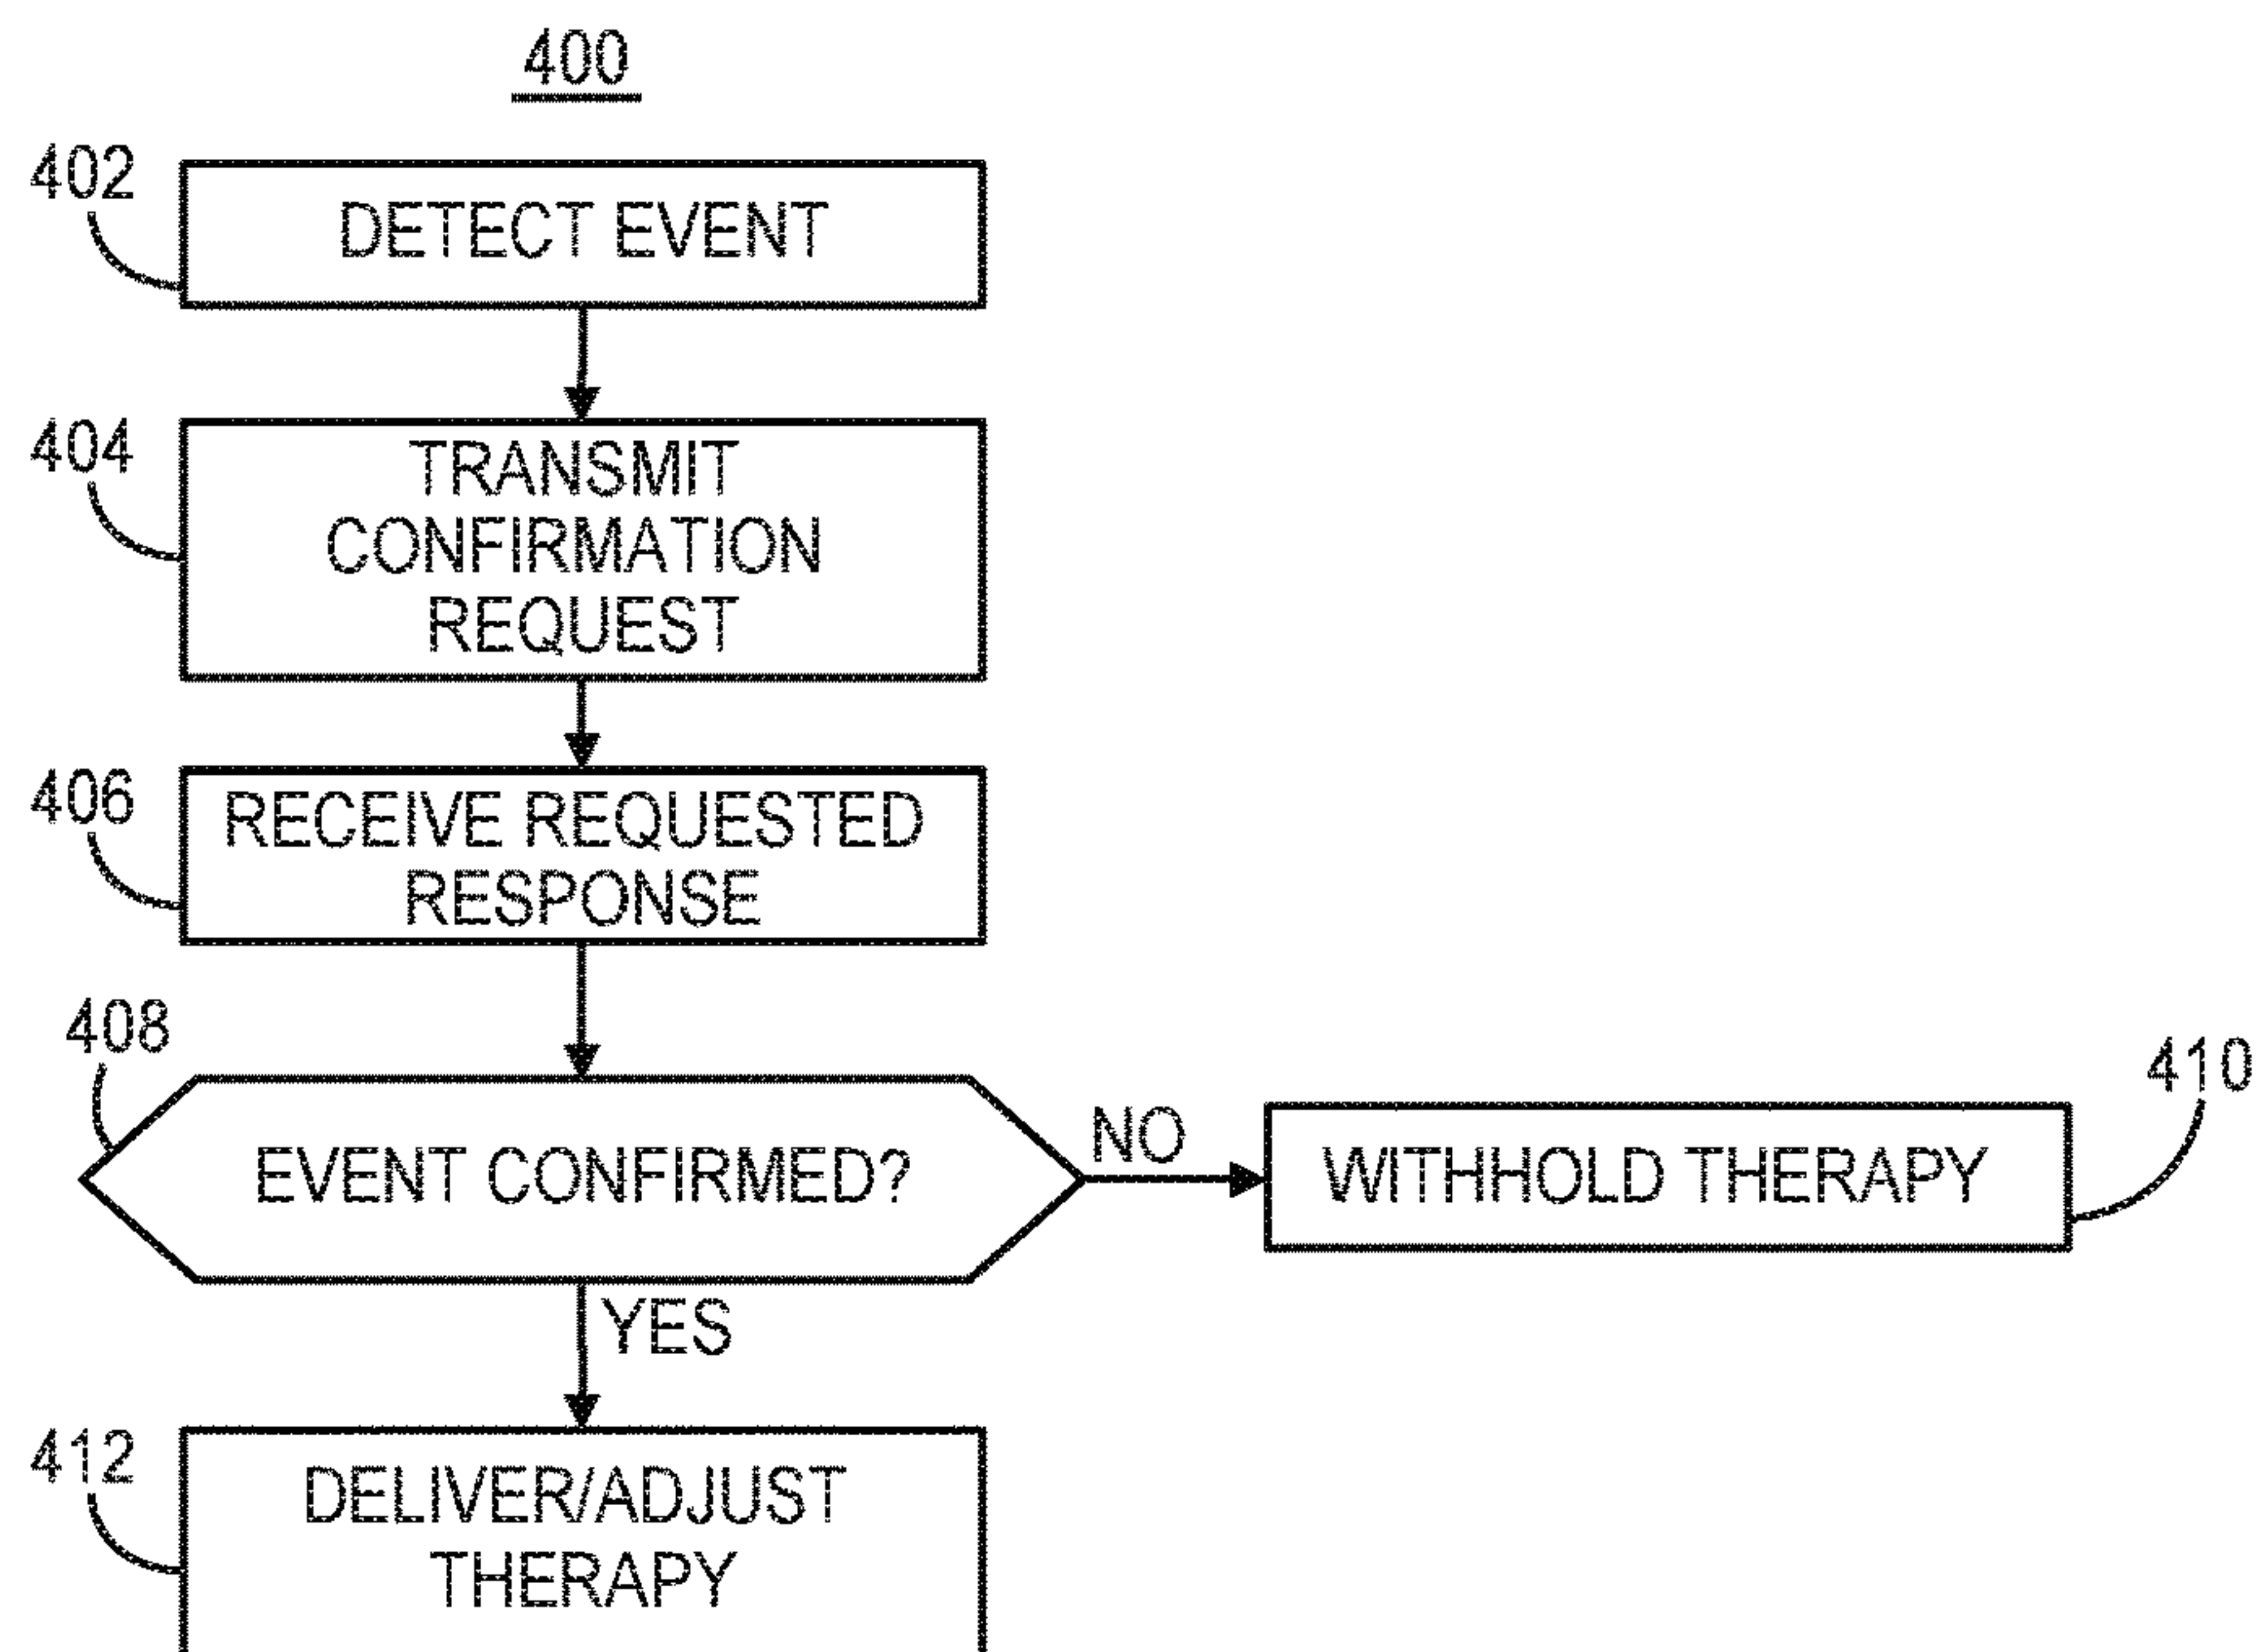 400
402
DETECT EVENT
404
TRANSMIT
CONFIRMATION
REQUEST
406
RECEIVE REQUESTED
RESPONSE
408
EVENT CONFIRMED?
NO
410
WITHHOLD THERAPY
YES
412
DELIVER/ADJUST
THERAPY